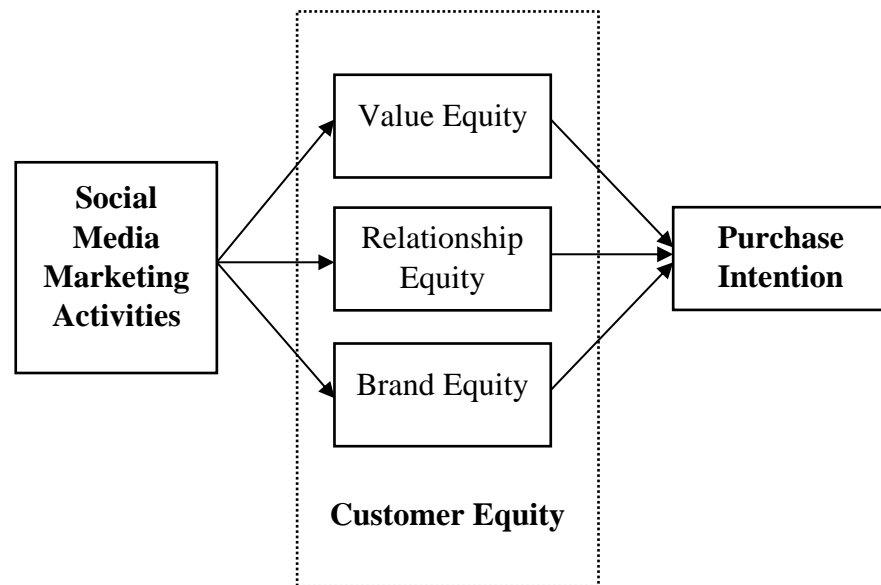 Social
Media
Marketing
Activities
Value Equity
Relationship
Equity
Brand Equity
Customer Equity
Purchase
Intention